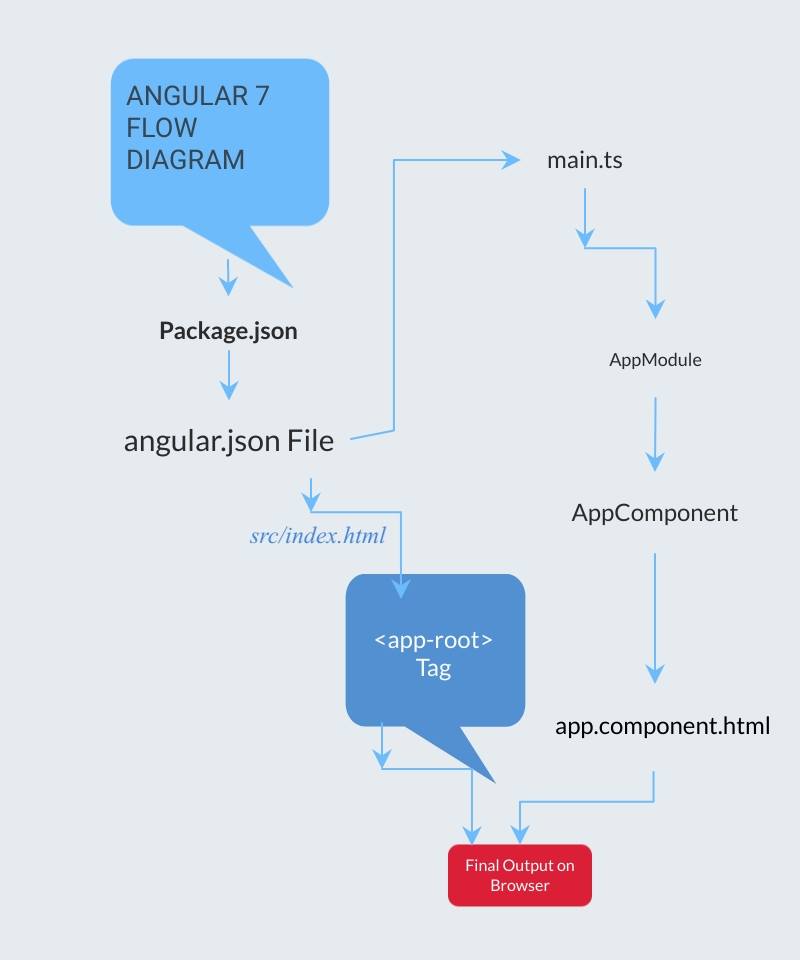 ANGULAR 7
FLOW
DIAGRAM
Package.json
angular.json File
src/index.html
<app-root>
Tag
main.ts
AppModule
AppComponent
app.component.html
Final Output on
Browser